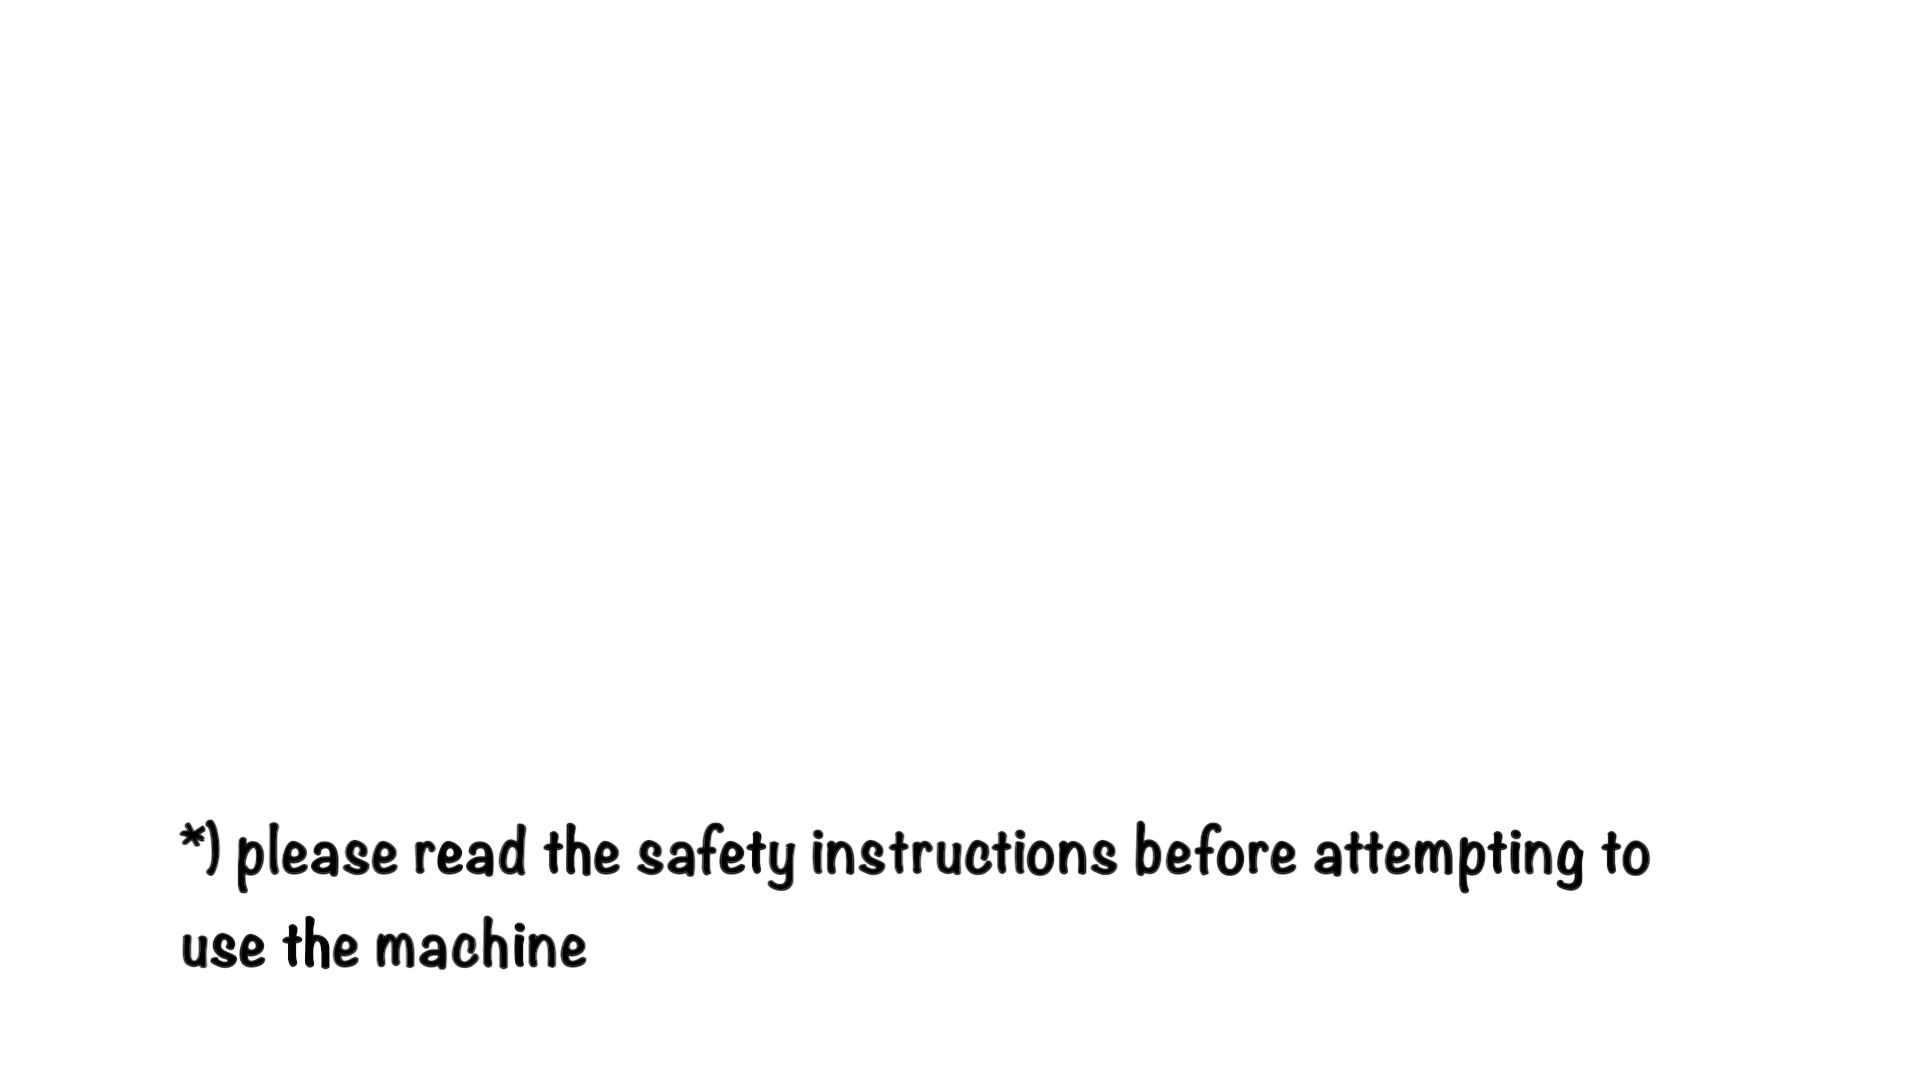 *) please read the safety instructions before attempting to
use the machine